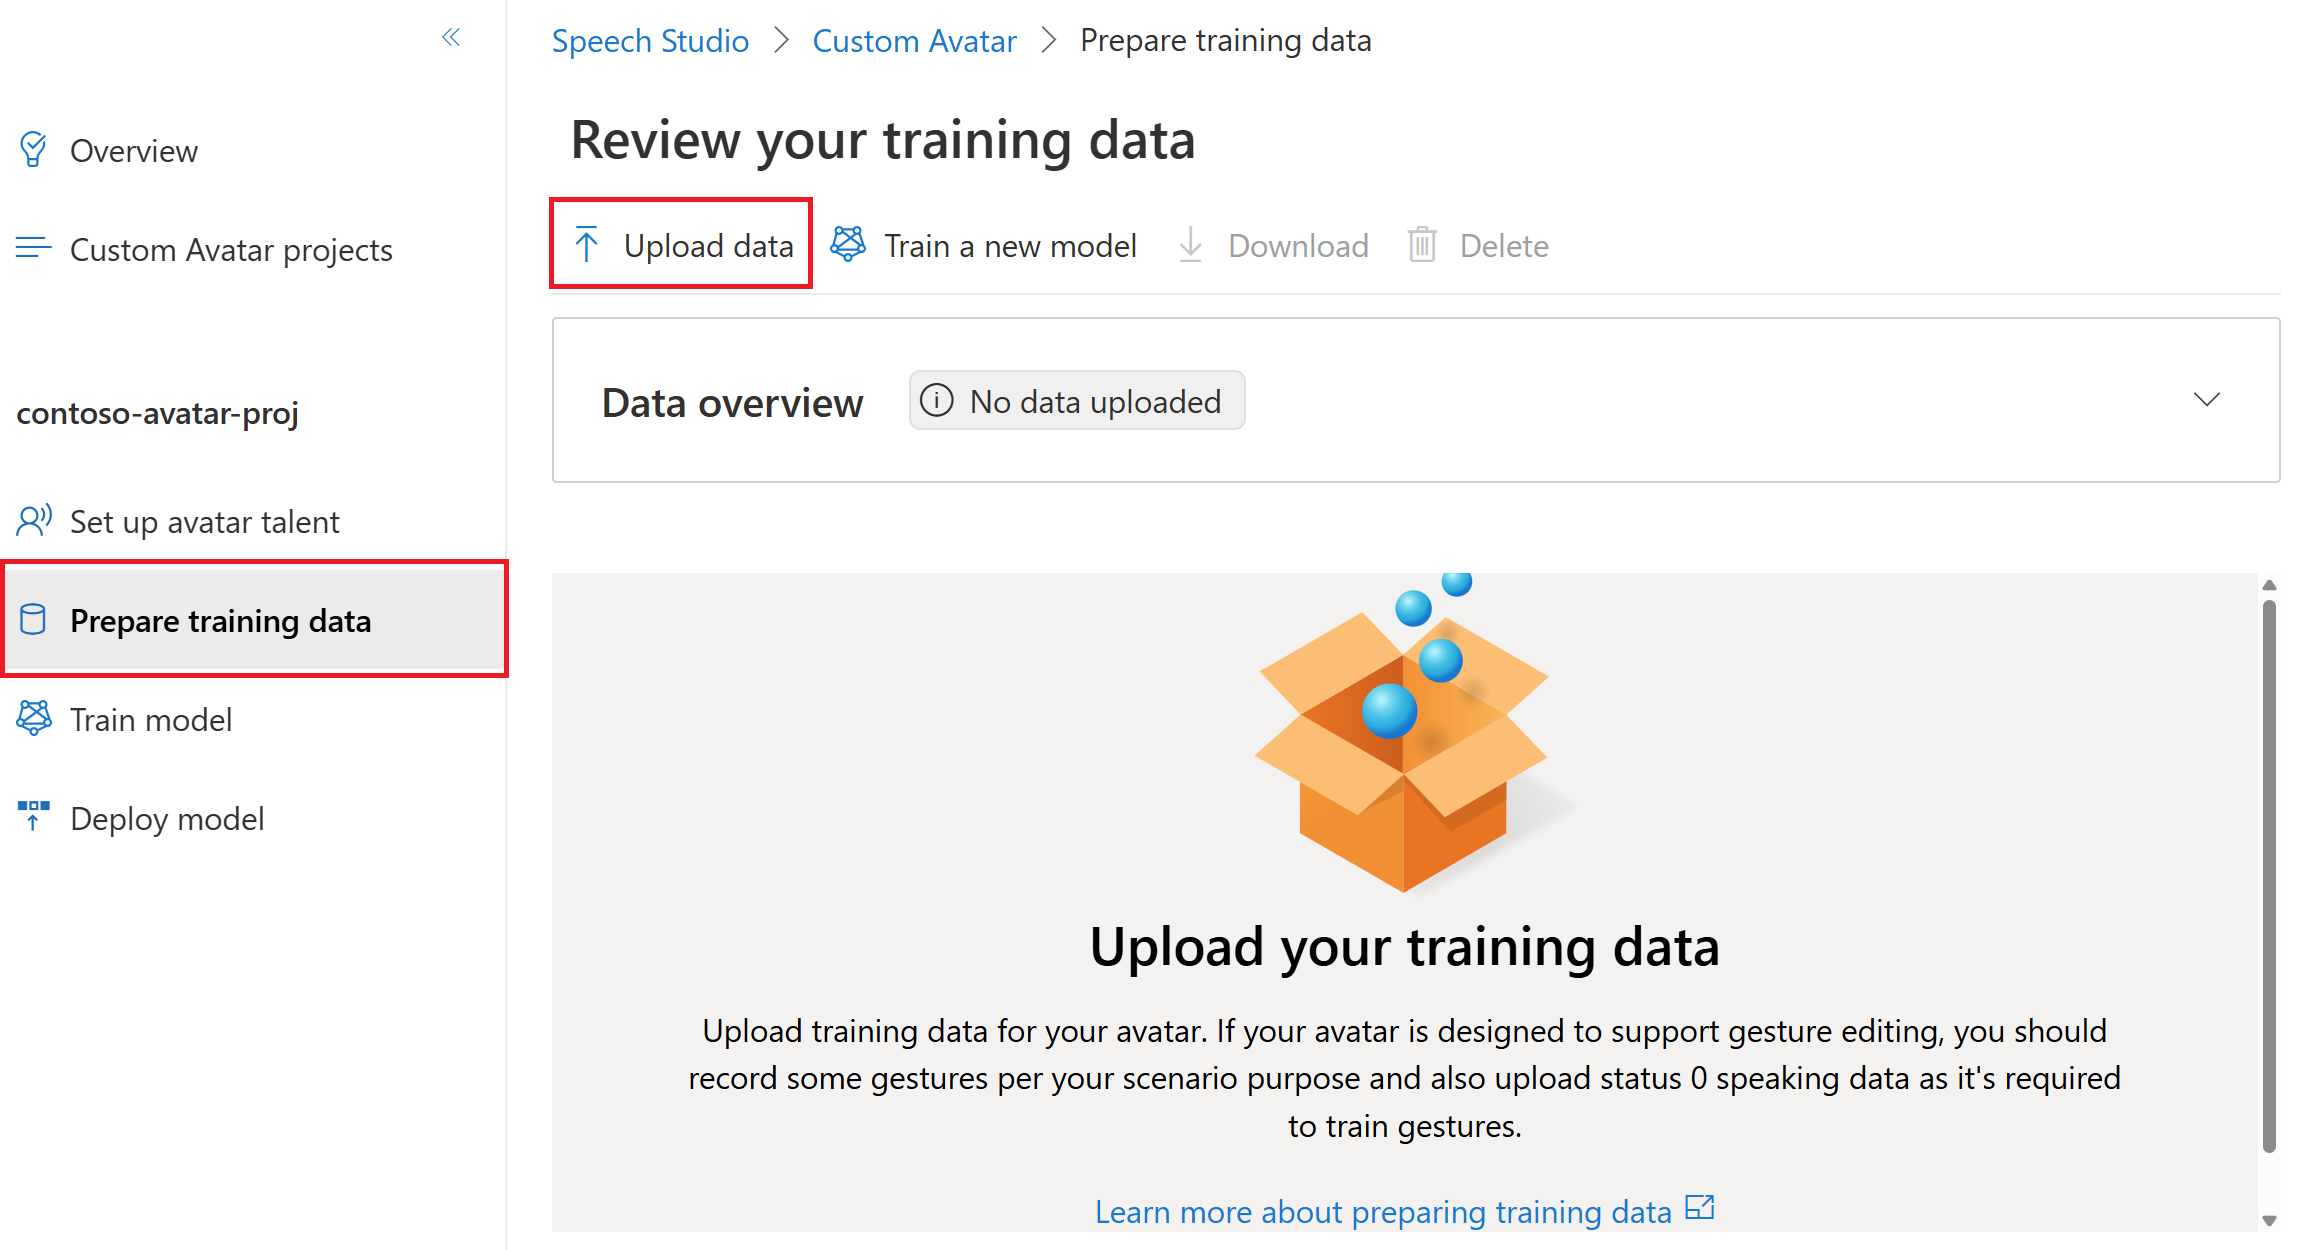 Speech Studio > Custom Avatar > Prepare training data
Overview
Custom Avatar projects
contoso-avatar-proj
Set up avatar talent
Prepare training data
Train model
Deploy model
Review your training data
Upload data Train a new model Download Delete
Data overview No data uploaded
Upload your training data
Upload training data for your avatar. If your avatar is designed to support gesture editing, you should
record some gestures per your scenario purpose and also upload status 0 speaking data as it's required
to train gestures.
Learn more about preparing training data